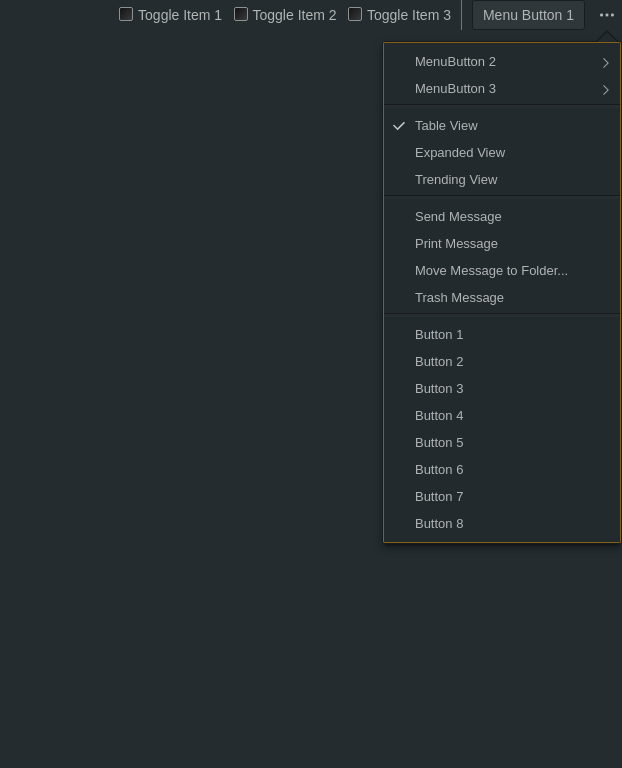 Toggle Item 1 Toggle Item 2 Toggle Item 3 Menu Button 1
MenuButton 2
MenuButton 3
Table View
Expanded View
Trending View
Send Message
Print Message
Move Message to Folder...
Trash Message
Button 1
Button 2
Button 3
Button 4
Button 5
Button 6
Button 7
Button 8